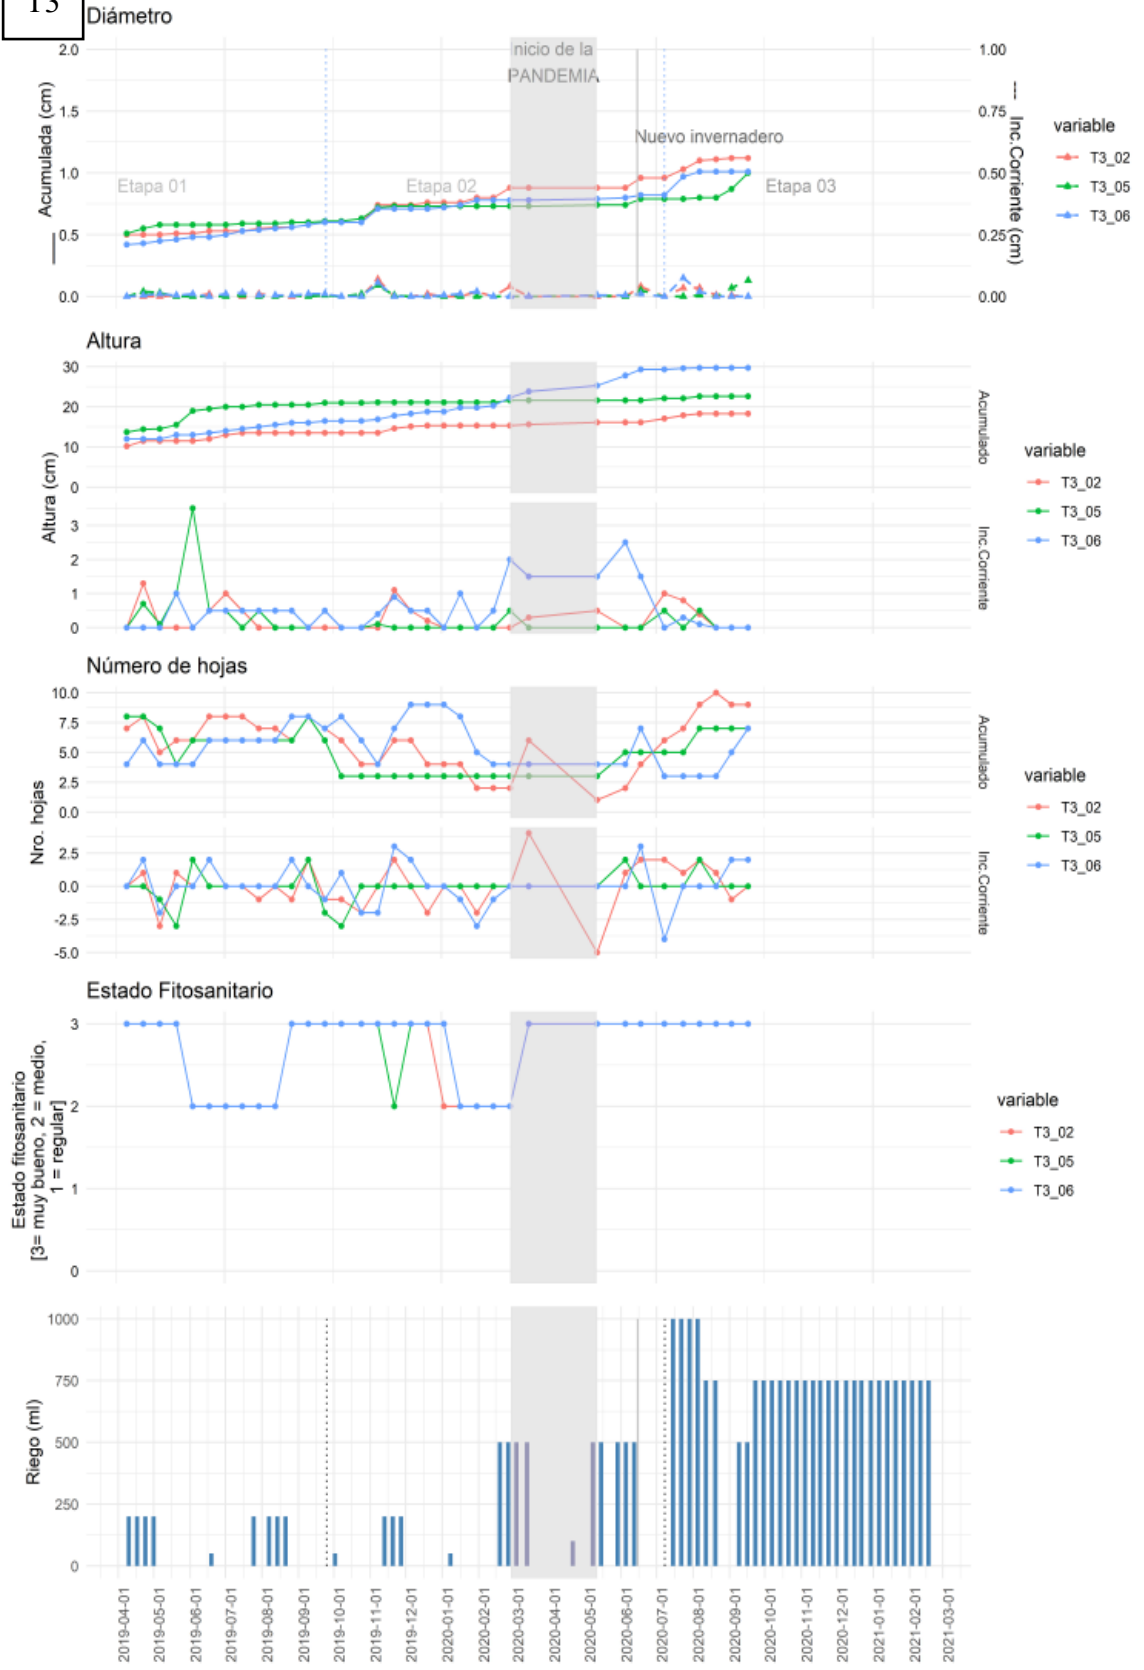 13
Diámetro
2.0
1.5
1.0
0.5
0.0
Acumulada (cm)
nicio de la
PANDEMIA
Nuevo invernadero
Etapa 01
Etapa 02
Etapa 03
1.00
0.75
0.50
0.25
0.00
--- Inc.Corriente (cm)
variable
T3_02
T3_05
T3_06
Altura
30
20
10
0
Acumulado
Altura (cm)
3
2
1
0
Inc.Corriente
variable
T3_02
T3_05
T3_06
Número de hojas
10.0
7.5
5.0
2.5
0.0
Acumulado
Nro. hojas
2.5
0.0
-2.5
-5.0
Inc.Corriente
variable
T3_02
T3_05
T3_06
Estado Fitosanitario
3
2
1
0
Estado fitosanitario
[3= muy bueno, 2 = medio,
1 = regular]
variable
T3_02
T3_05
T3_06
1000
750
500
250
0
Riego (ml)
2019-04-01
2019-05-01
2019-06-01
2019-07-01
2019-08-01
2019-09-01
2019-10-01
2019-11-01
2019-12-01
2020-01-01
2020-02-01
2020-03-01
2020-04-01
2020-05-01
2020-06-01
2020-07-01
2020-08-01
2020-09-01
2020-10-01
2020-11-01
2020-12-01
2021-01-01
2021-02-01
2021-03-01